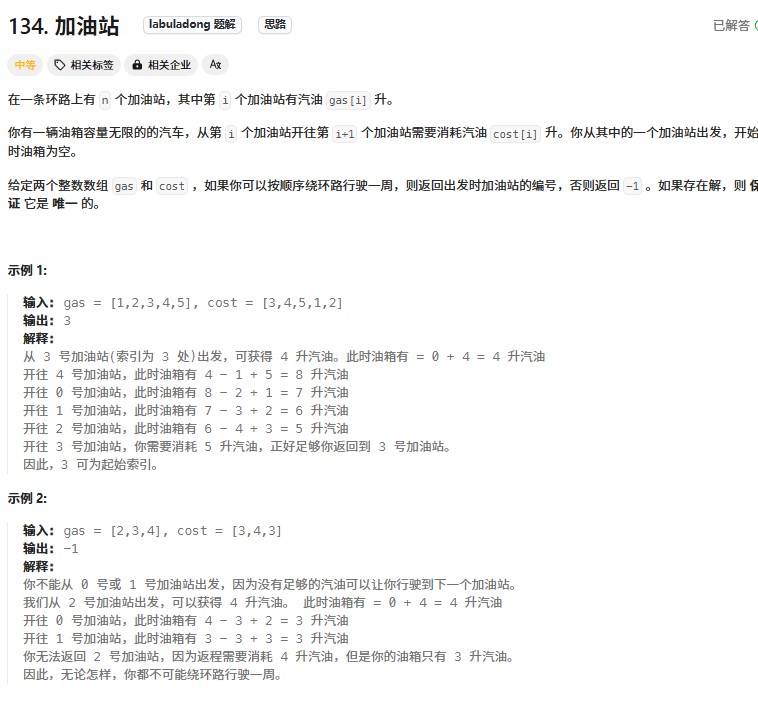 134. 加油站
labuladong 题解
思路
已解答
中等
相关标签
相关企业
在一条环路上有 n 个加油站，其中第 i 个加油站有汽油 gas[i] 升。
你有一辆油箱容量无限的的汽车，从第 i 个加油站开往第 i+1 个加油站需要消耗汽油 cost[i] 升。你从其中的一个加油站出发，开始
时油箱为空。
给定两个整数数组 gas 和 cost ，如果你可以按顺序绕环路行驶一周，则返回出发时加油站的编号，否则返回 -1 。如果存在解，则 保
证 它是 唯一 的。
示例 1:
输入: gas = [1,2,3,4,5], cost = [3,4,5,1,2]
输出: 3
解释:
从 3 号加油站(索引为 3 处)出发，可获得 4 升汽油。此时油箱有 = 0 + 4 = 4 升汽油
开往 4 号加油站，此时油箱有 4 - 1 + 5 = 8 升汽油
开往 0 号加油站，此时油箱有 8 - 2 + 1 = 7 升汽油
开往 1 号加油站，此时油箱有 7 - 3 + 2 = 6 升汽油
开往 2 号加油站，此时油箱有 6 - 4 + 3 = 5 升汽油
开往 3 号加油站，你需要消耗 5 升汽油，正好足够你返回到 3 号加油站。
因此，3 可为起始索引。
示例 2:
输入: gas = [2,3,4], cost = [3,4,3]
输出: -1
解释:
你不能从 0 号或 1 号加油站出发，因为没有足够的汽油可以让你行驶到下一个加油站。
我们从 2 号加油站出发，可以获得 4 升汽油。 此时油箱有 = 0 + 4 = 4 升汽油
开往 0 号加油站，此时油箱有 4 - 3 + 2 = 3 升汽油
开往 1 号加油站，此时油箱有 3 - 3 + 3 = 3 升汽油
你无法返回 2 号加油站，因为返程需要消耗 4 升汽油，但是你的油箱只有 3 升汽油。
因此，无论怎样，你都不可能绕环路行驶一周。